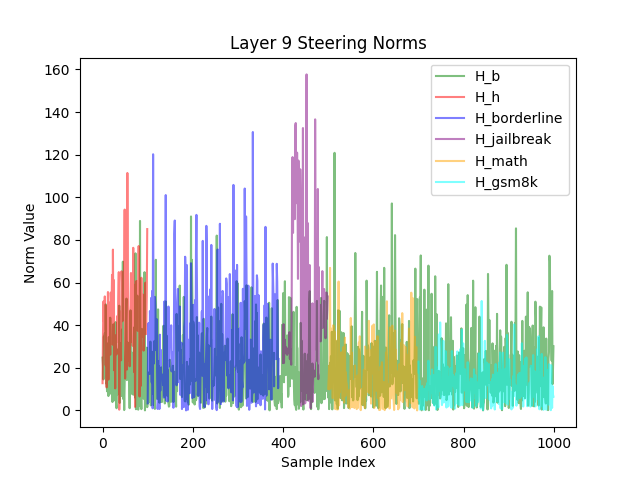 Layer 9 Steering Norms
160
140
120
100
80
60
40
20
0
Norm Value
0
200
400
600
800
1000
Sample Index
H_b
H_h
H_borderline
H_jailbreak
H_math
H_gsm8k